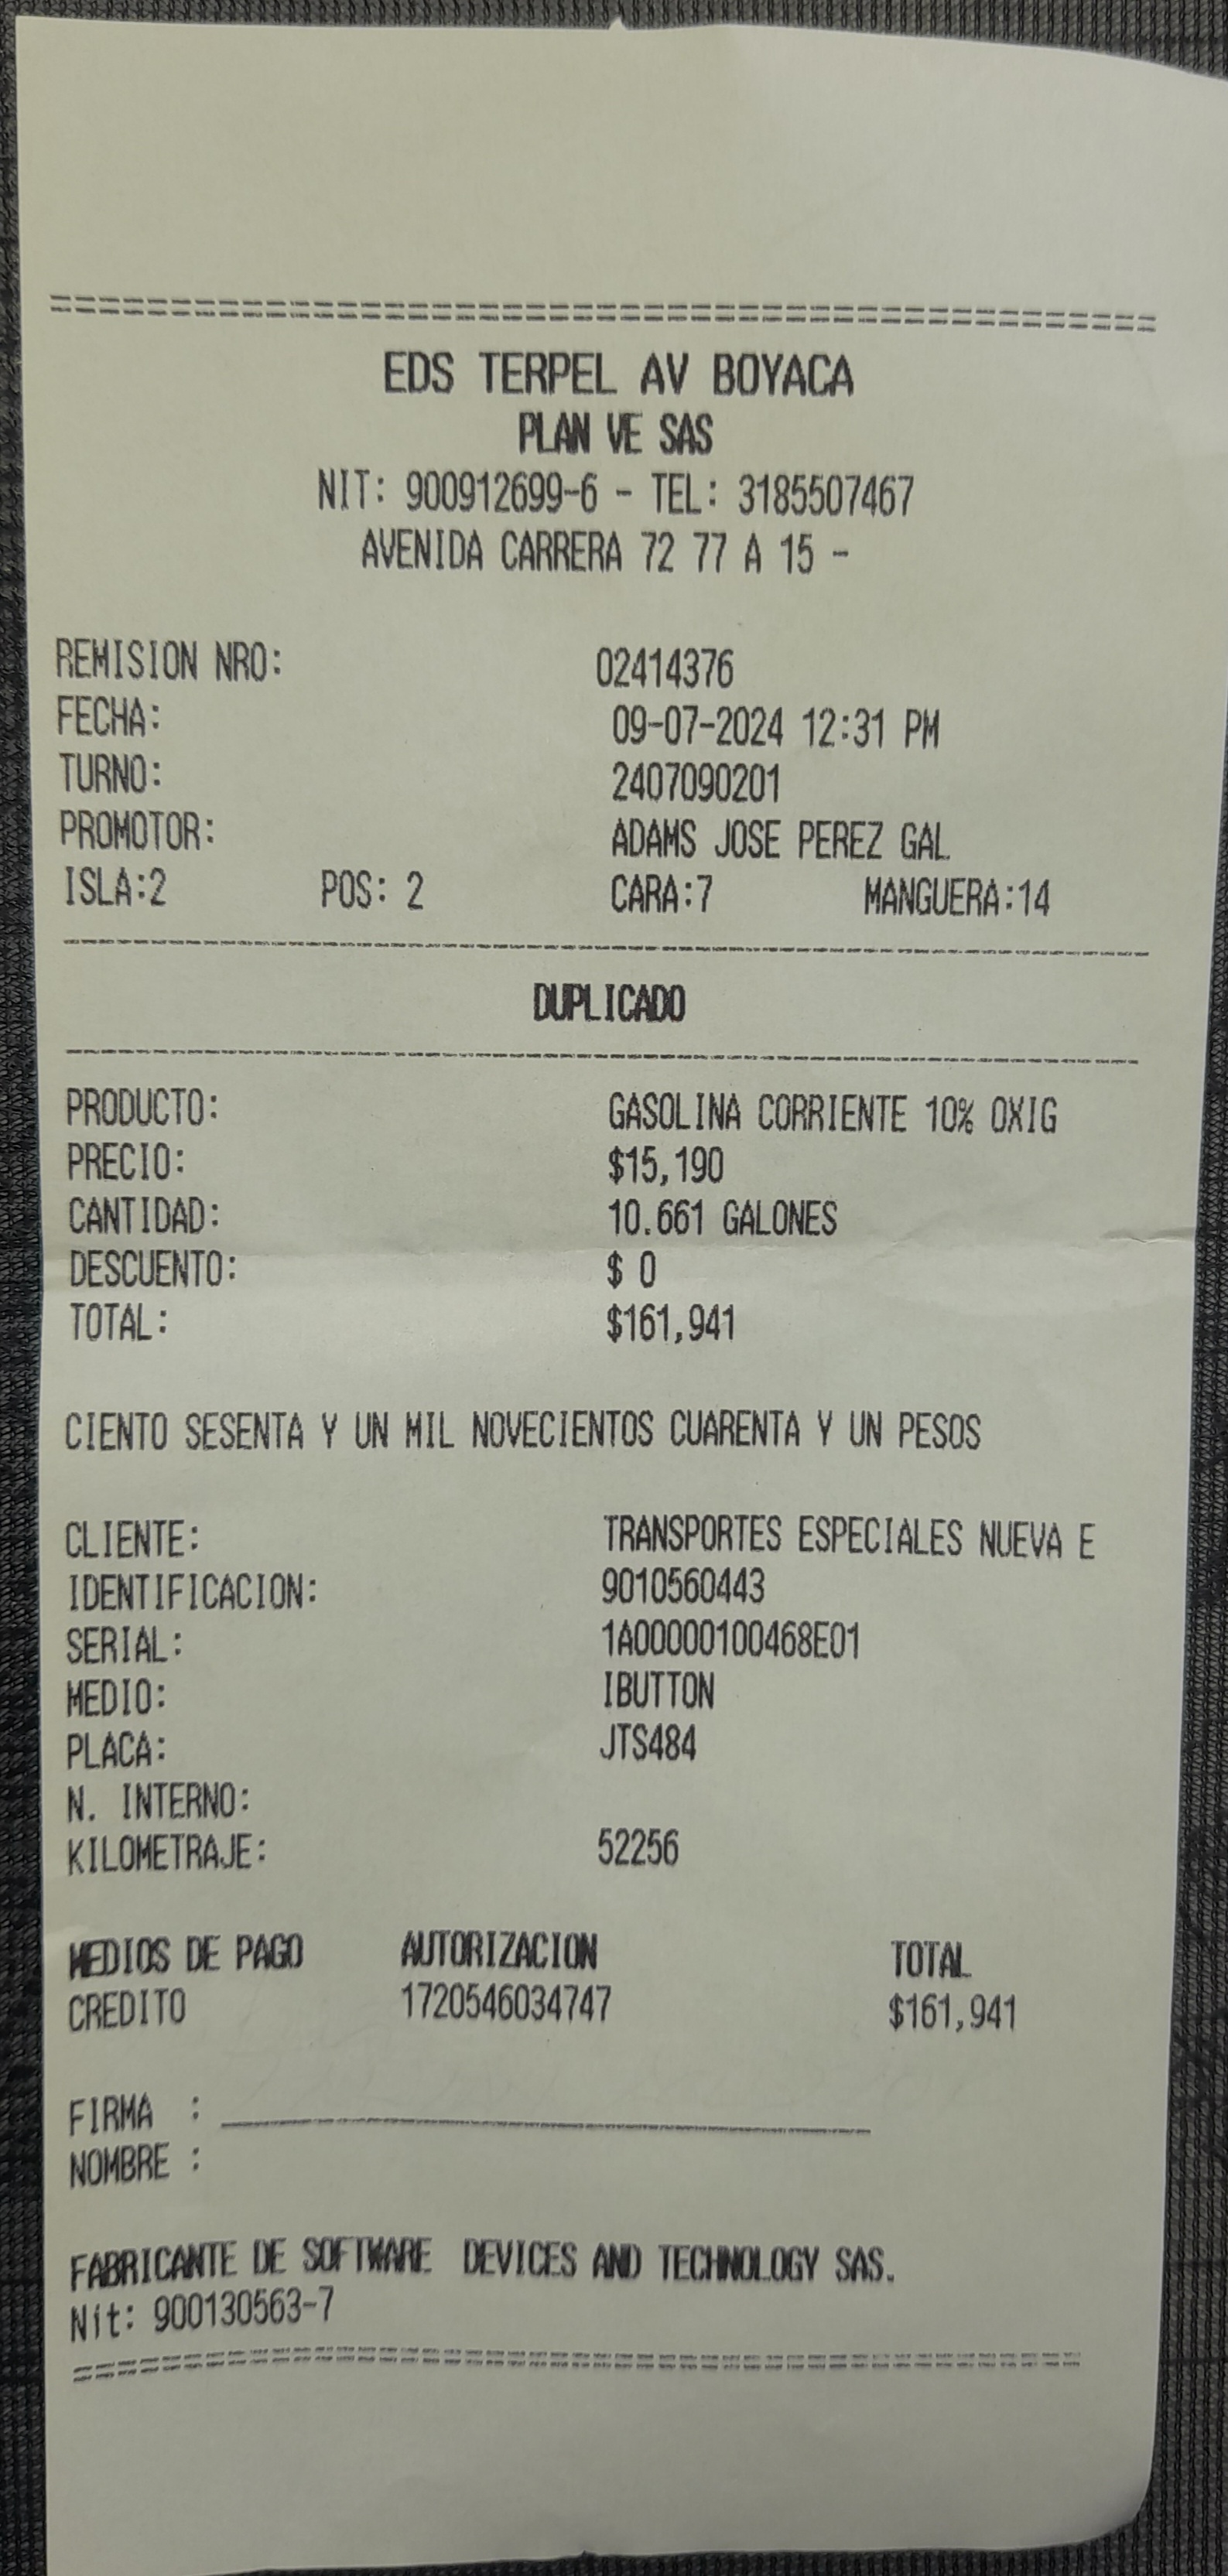 EDS TERPEL AV BOYACA
PLAN VE SAS
NIT: 900912699-6 - TEL: 3185507467
AVENIDA CARRERA 72 77 A 15 -
REMISION NRO: 02414376
FECHA: 09-07-2024 12:31 PM
TURNO: 2407090201
PROMOTOR: ADAMS JOSE PEREZ GAL
ISLA:2 POS: 2 CARA:7 MANGUERA:14
DUPLICADO
PRODUCTO: GASOLINA CORRIENTE 10% OXIG
PRECIO: $15,190
CANTIDAD: 10.661 GALONES
DESCUENTO: $ 0
TOTAL: $161,941
CIENTO SESENTA Y UN MIL NOVECIENTOS CUARENTA Y UN PESOS
CLIENTE: TRANSPORTES ESPECIALES NUEVA E
IDENTIFICACION: 9010560443
SERIAL: 1A00000100468E01
MEDIO: IBUTTON
PLACA: JTS484
N. INTERNO:
KILOMETRAJE: 52256
MEDIOS DE PAGO AUTORIZACION TOTAL
CREDITO 1720546034747 $161,941
FIRMA :
NOMBRE :
FABRICANTE DE SOFTWARE DEVICES AND TECHNOLOGY SAS.
Nit: 900130563-7